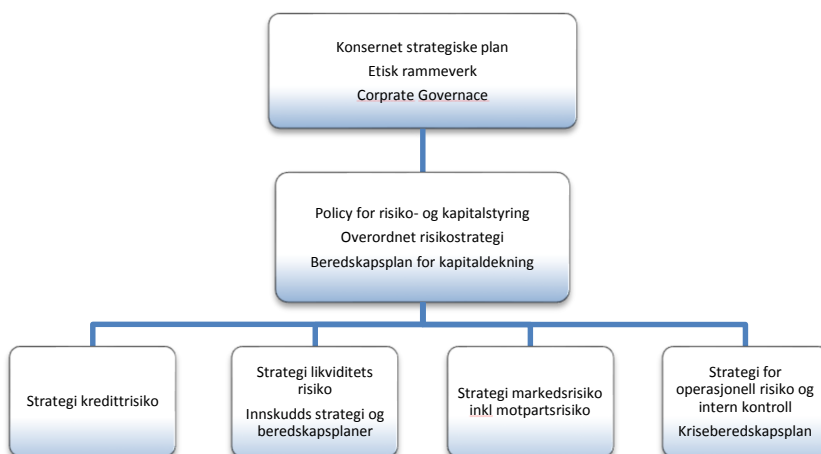 Konsernet strategiske plan
Etisk rammeverk
Corprate Governace
Policy for risiko- og kapitalstyring
Overordnet risikostrategi
Beredskapsplan for kapitaldekning
Strategi kredittrisiko
Strategi likviditets
risiko
Innskudds strategi og
beredskapsplaner
Strategi markedsrisiko
inkl motpartsrisiko
Strategi for
operasjonell risiko og
intern kontroll
Kriseberedskapsplan